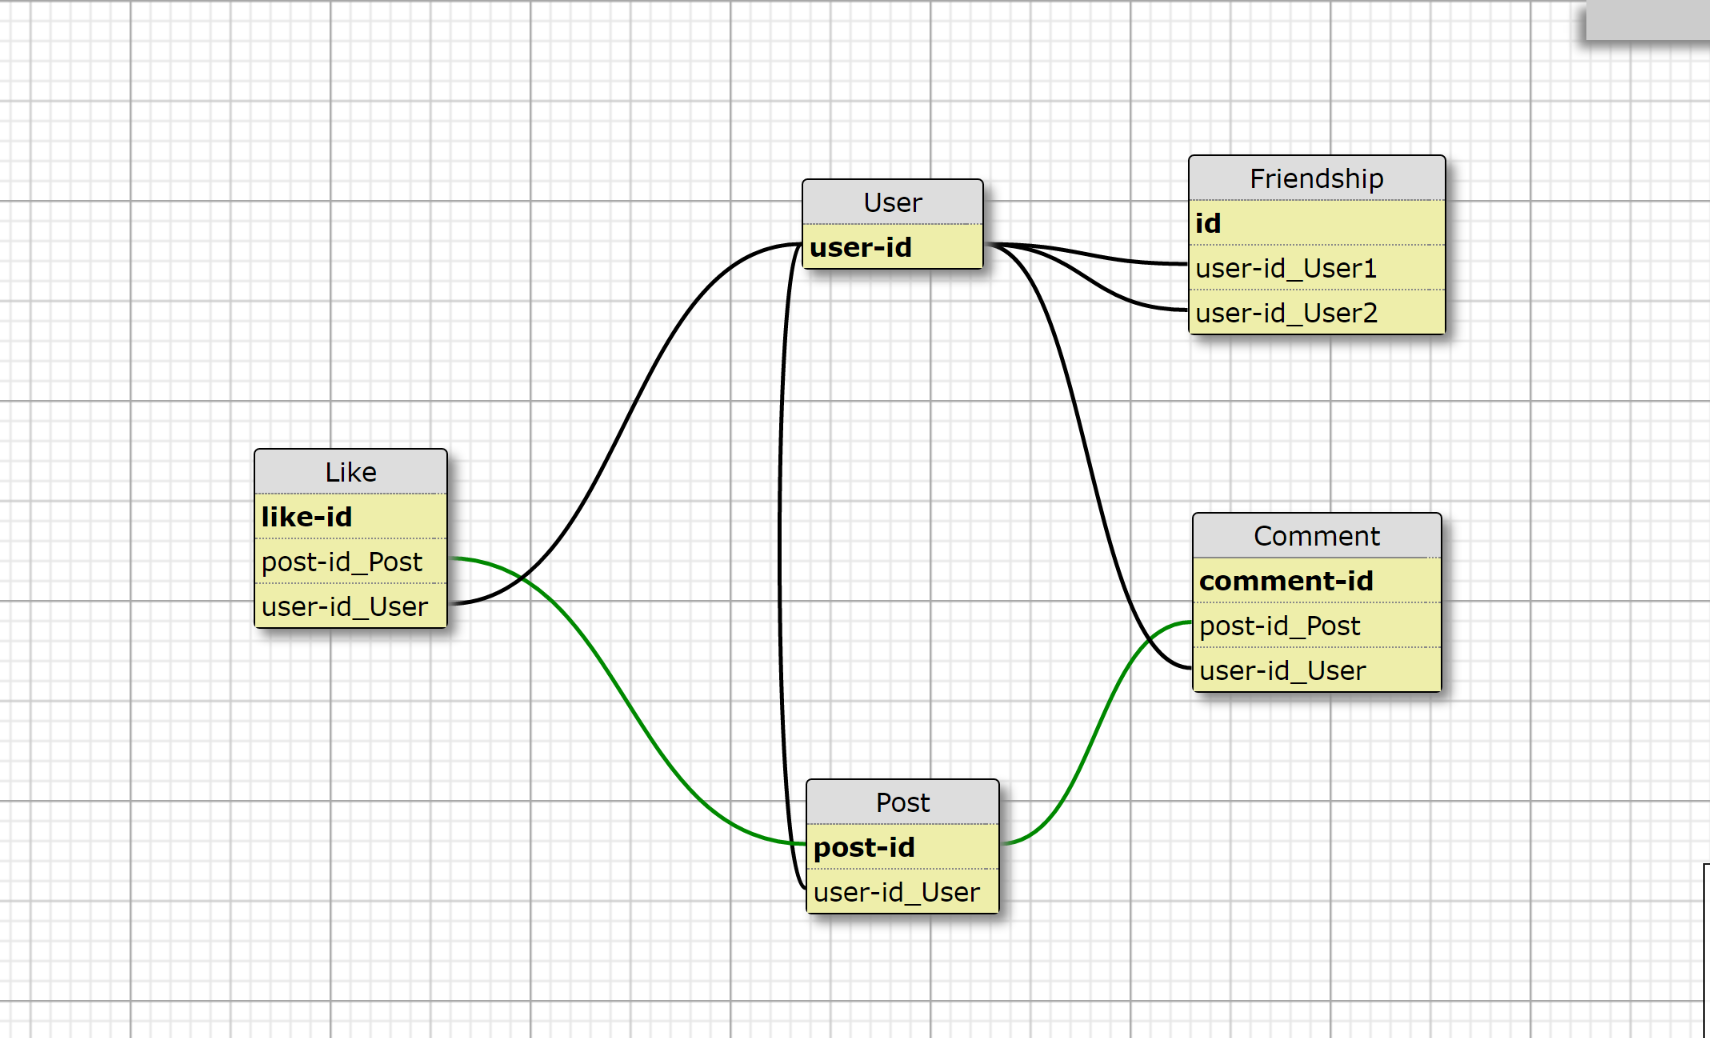 User
user-id
Friendship
id
user-id_User1
user-id_User2
Like
like-id
post-id_Post
user-id_User
Comment
comment-id
post-id_Post
user-id_User
Post
post-id
user-id_User